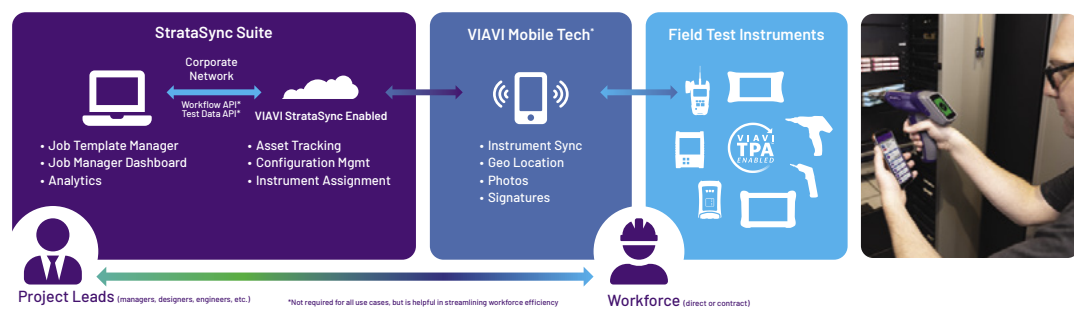 StrataSync Suite
Corporate
Network
Workflow API*
Test Data API*
VIAVI StrataSync Enabled
• Job Template Manager
• Job Manager Dashboard
• Analytics
• Asset Tracking
• Configuration Mgmt
• Instrument Assignment
VIAVI Mobile Tech*
• Instrument Sync
• Geo Location
• Photos
• Signatures
Field Test Instruments
VIAVI
TPA
ENABLED
Project Leads (managers, designers, engineers, etc.)
*Not required for all use cases, but is helpful in streamlining workforce efficiency
Workforce (direct or contract)